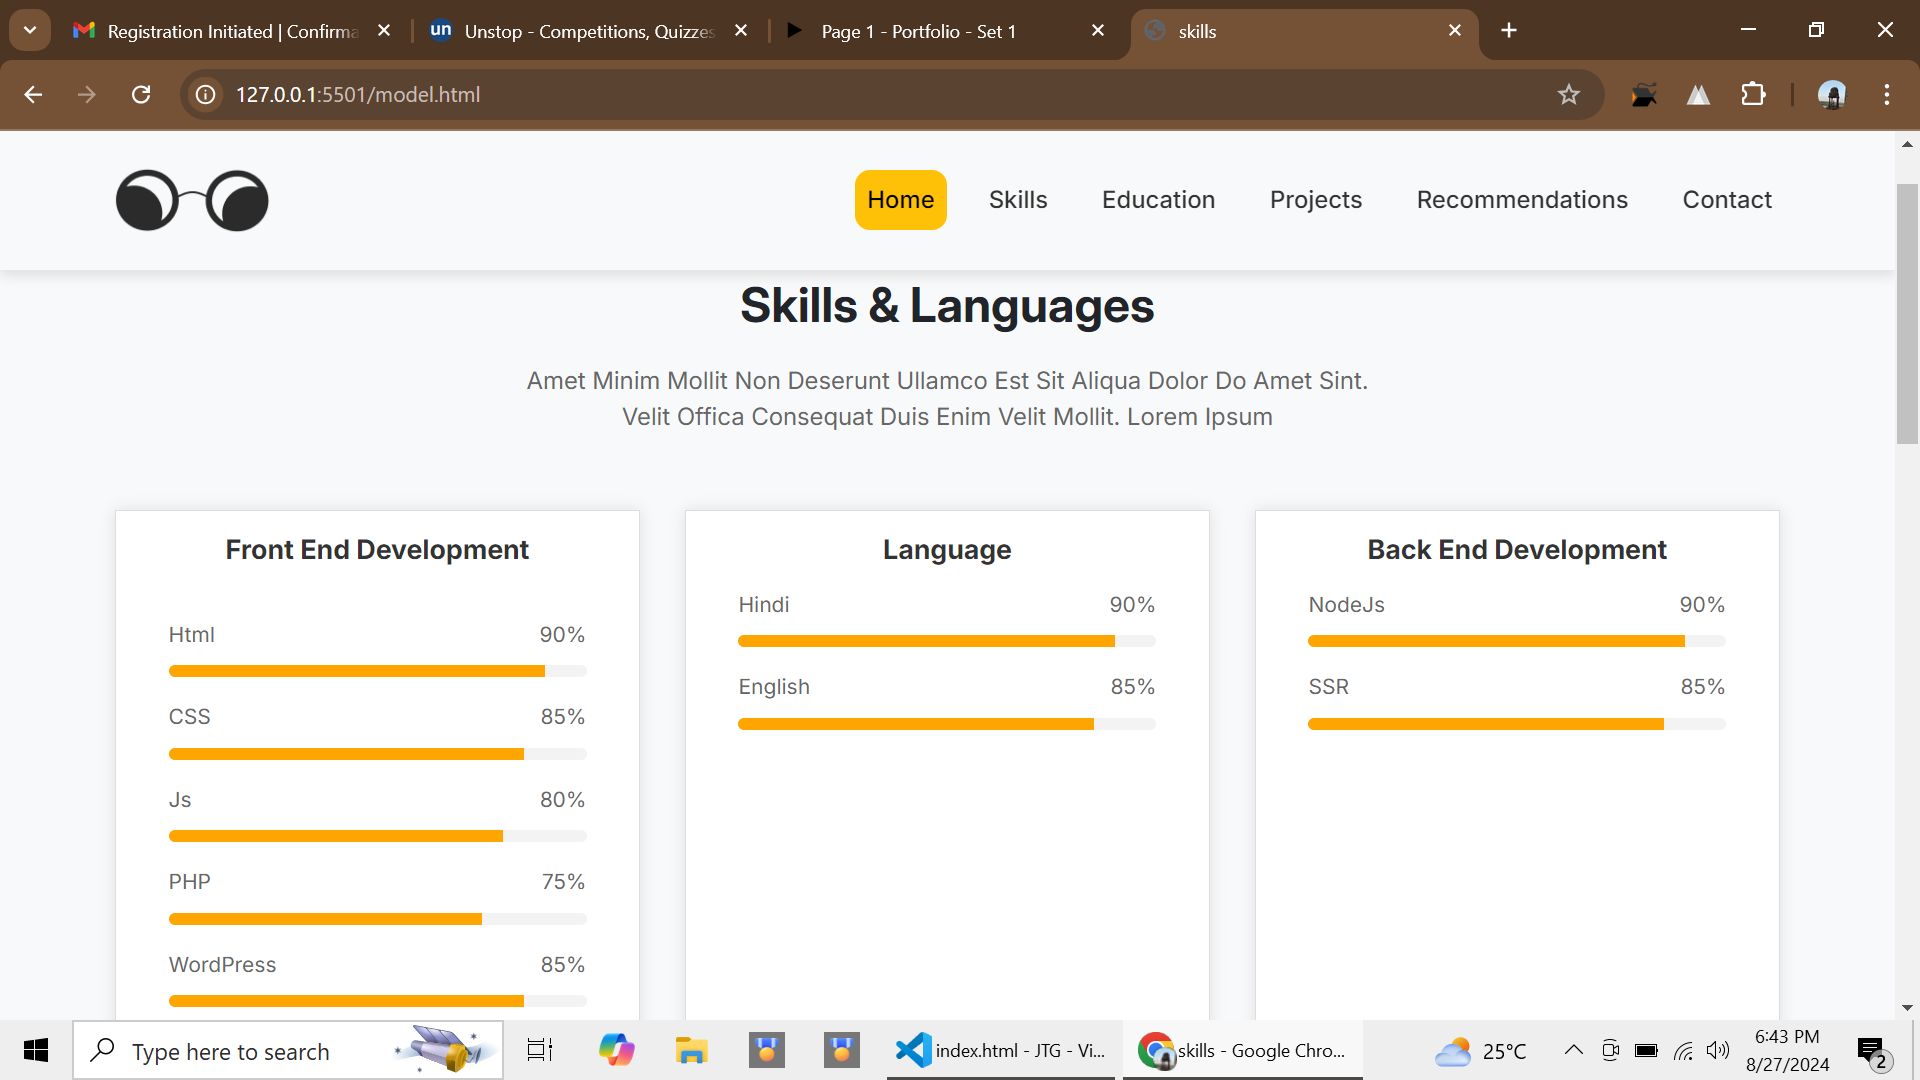 Registration Initiated | Confirma
un
Unstop - Competitions, Quizzes
Page 1 - Portfolio - Set 1
skills
127.0.0.1:5501/model.html
Home
Skills
Education
Projects
Recommendations
Contact
Skills & Languages
Amet Minim Mollit Non Deserunt Ullamco Est Sit Aliqua Dolor Do Amet Sint.
Velit Offica Consequat Duis Enim Velit Mollit. Lorem Ipsum
Front End Development
Html 90%
CSS 85%
Js 80%
PHP 75%
WordPress 85%
Language
Hindi 90%
English 85%
Back End Development
NodeJs 90%
SSR 85%
Type here to search
index.html - JTG - Vi...
skills - Google Chro...
25°C
6:43 PM
8/27/2024
2